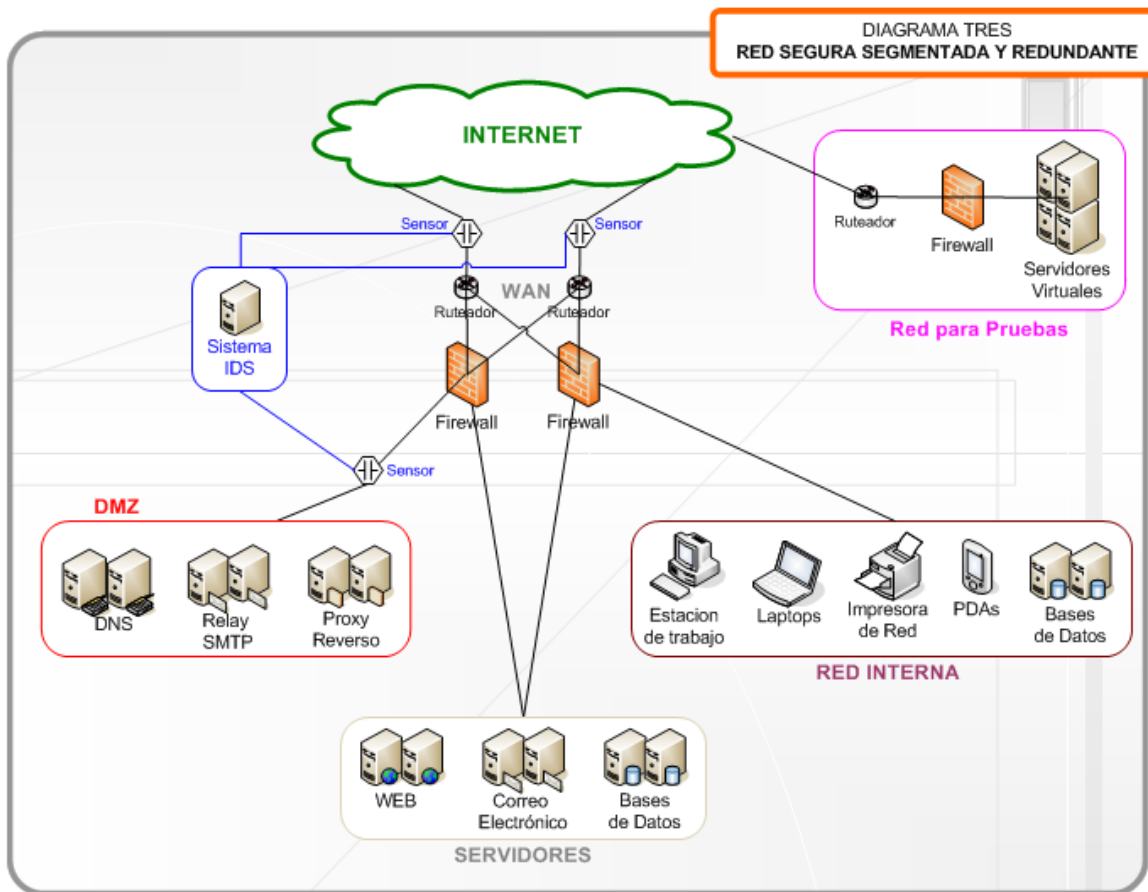 DIAGRAMA TRES
RED SEGURA SEGMENTADA Y REDUNDANTE
INTERNET
Sensor
Sensor
Ruteador
Firewall
Servidores
Virtuales
Red para Pruebas
WAN
Ruteador
Ruteador
Sistema
IDS
Firewall
Firewall
Sensor
DMZ
DNS
Relay
SMTP
Proxy
Reverso
Estacion
de trabajo
Laptops
Impresora
de Red
PDAs
Bases
de Datos
RED INTERNA
WEB
Correo
Electrónico
Bases
de Datos
SERVIDORES